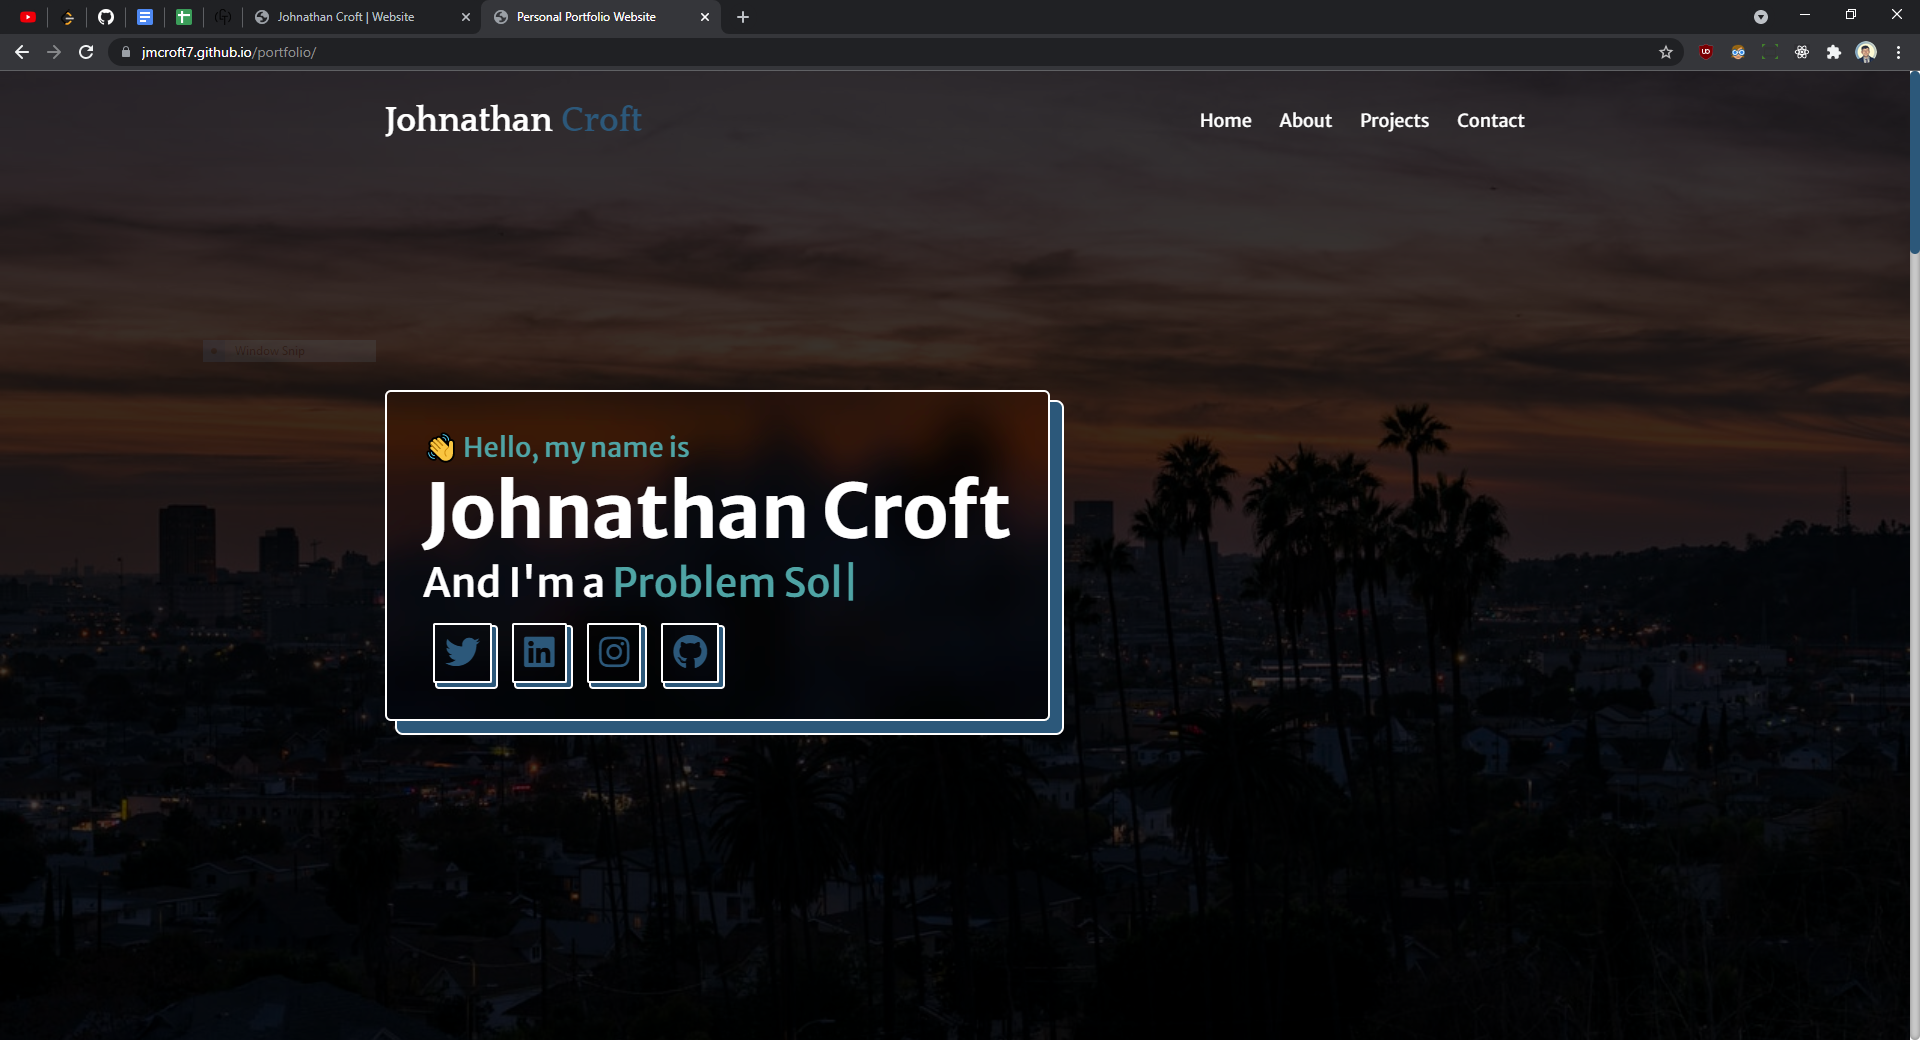 Johnathan Croft | Website
Personal Portfolio Website
jmcroft7.github.io/portfolio/
Johnathan Croft
Home About Projects Contact
Window Snip
👋 Hello, my name is
Johnathan Croft
And I'm a Problem Sol|